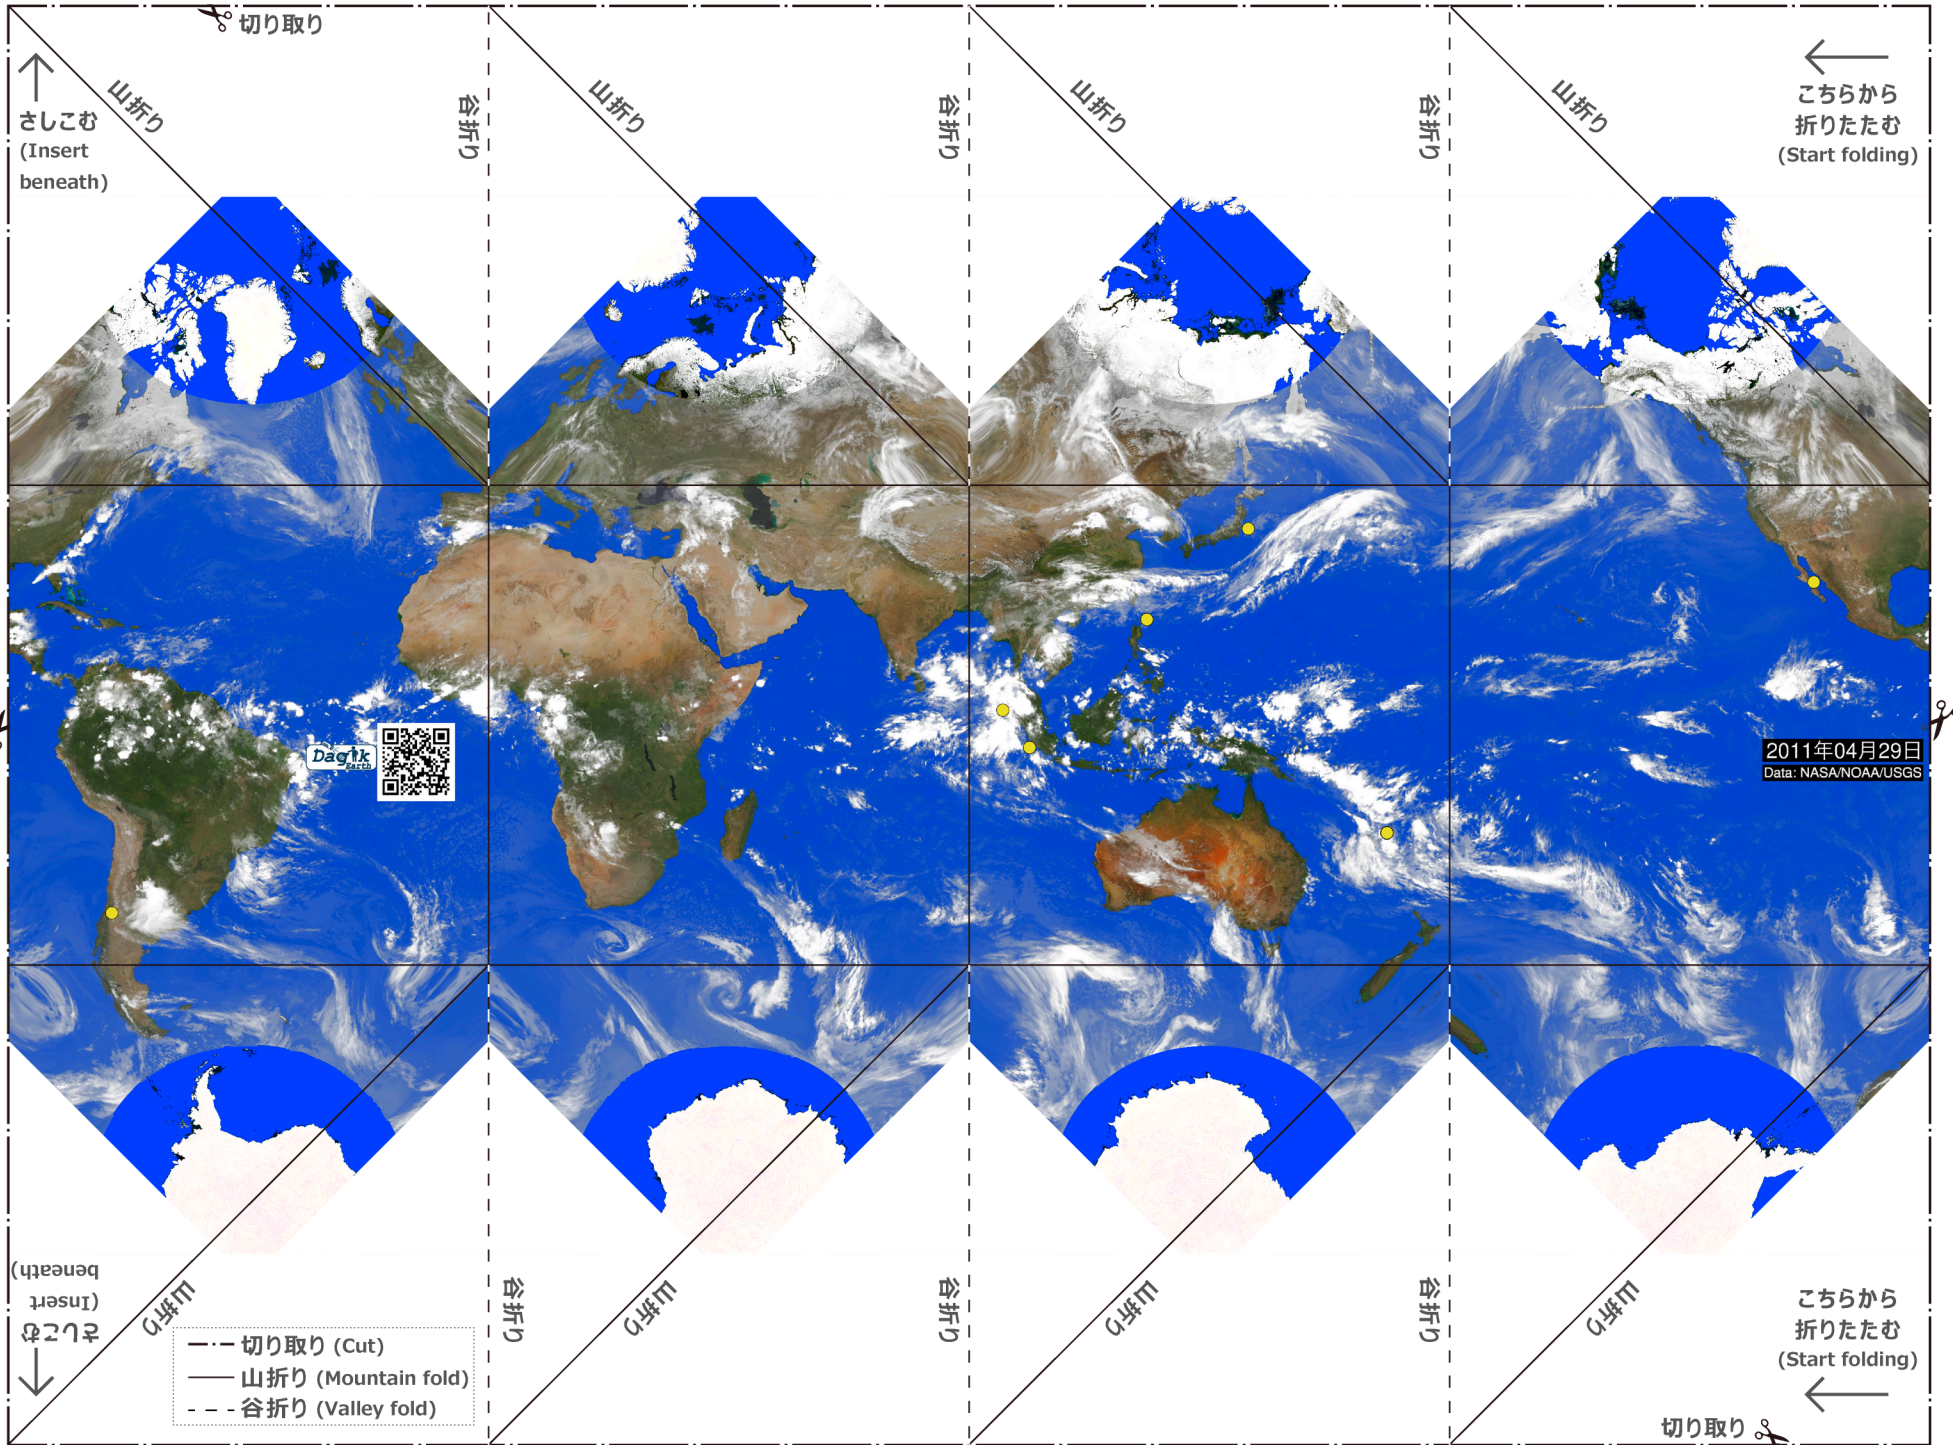 切り取り
山折り
谷折り
山折り
谷折り
山折り
谷折り
山折り
さしこむ
(Insert
beneath)
こちらから
折りたたむ
(Start folding)
Dagik
Earth
2011年04月29日
Data: NASA/NOAA/USGS
さしこむ
(Insert
beneath)
山折り
谷折り
山折り
谷折り
山折り
谷折り
山折り
こちらから
折りたたむ
(Start folding)
切り取り (Cut)
山折り (Mountain fold)
谷折り (Valley fold)
切り取り